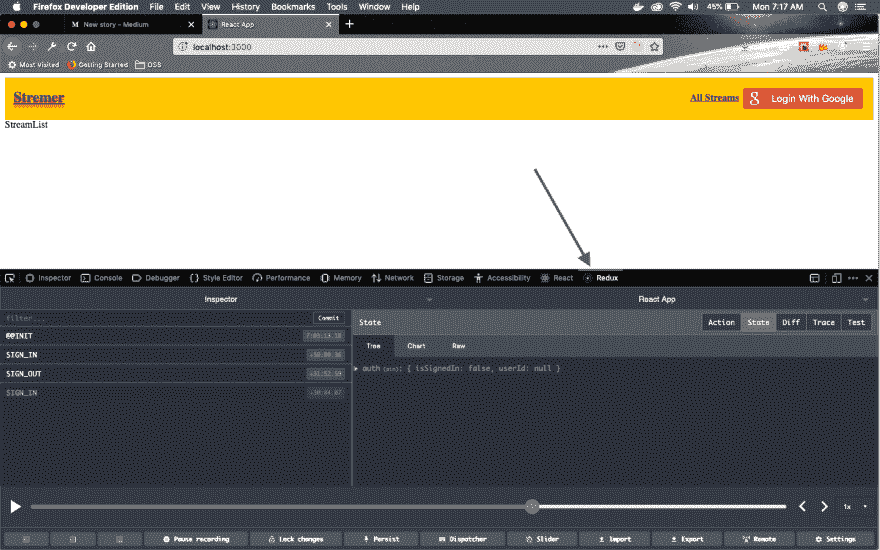 Firefox Developer Edition File Edit View History Bookmarks Tools Window Help 45% Mon 7:17 AM
M New story – Medium × React App × +
localhost:3000
Most Visited Getting Started OSS
Stremer All Streams Login With Google
StreamList
Inspector Console Debugger Style Editor Performance Memory Network Storage Accessibility React Redux
Inspector React App
filter... Commit State Action State Diff Trace Test
@@INIT
Tree Chart Raw
SIGN_IN
auth (pin): { isSignedIn: false, userId: null }
SIGN_OUT
SIGN_IN
1x
Pause recording Lock changes Persist Dispatcher Slider Import Export Remote Settings